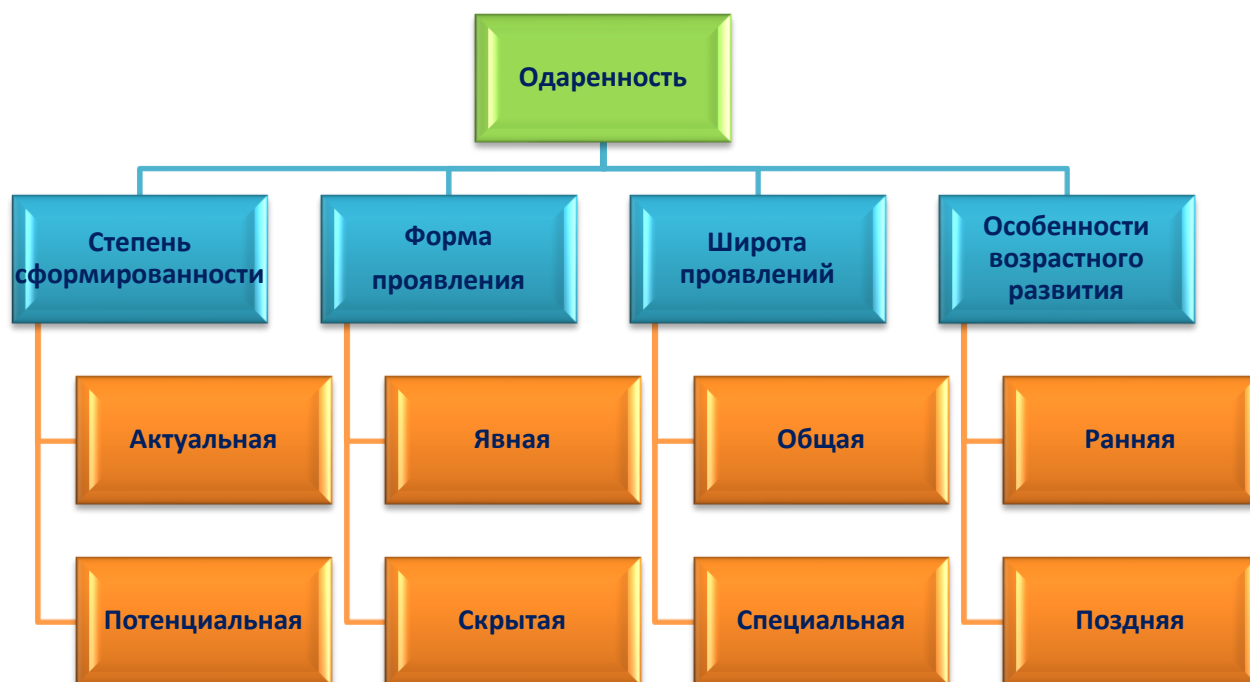 Одаренность
Степень
сформированности
Форма
проявления
Широта
проявлений
Особенности
возрастного
развития
Актуальная
Явная
Общая
Ранняя
Потенциальная
Скрытая
Специальная
Поздняя